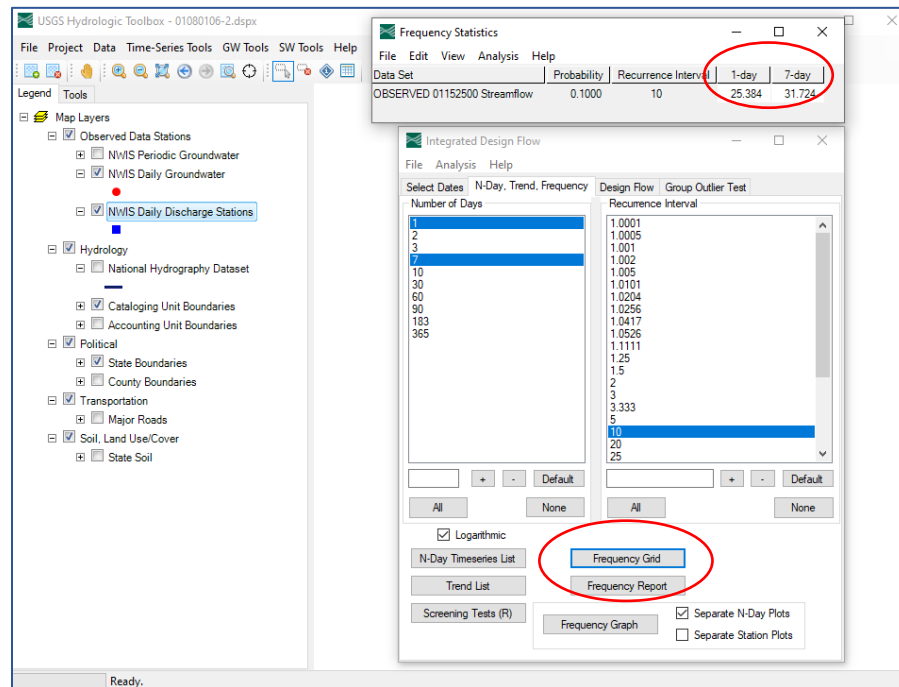 USGS Hydrologic Toolbox - 01080106-2.dspx
File Project Data Time-Series Tools GW Tools SW Tools Help
Legend Tools
Map Layers
Observed Data Stations
NWIS Periodic Groundwater
NWIS Daily Groundwater
NWIS Daily Discharge Stations
Hydrology
National Hydrography Dataset
Cataloging Unit Boundaries
Accounting Unit Boundaries
Political
State Boundaries
County Boundaries
Transportation
Major Roads
Soil, Land Use/Cover
State Soil
Frequency Statistics
File Edit View Analysis Help
Data Set Probability Recurrence Interval 1-day 7-day
OBSERVED 01152500 Streamflow 0.1000 10 25.384 31.724
Integrated Design Flow
File Analysis Help
Select Dates N-Day, Trend, Frequency Design Flow Group Outlier Test
Number of Days
1
2
3
7
10
30
60
90
183
365
+ - Default
All None
Recurrence Interval
1.0001
1.0005
1.001
1.002
1.005
1.0101
1.0204
1.0256
1.0417
1.0526
1.1111
1.25
1.5
2
3
3.333
5
10
20
25
+ - Default
All None
Logarithmic
N-Day Timeseries List Frequency Grid
Trend List Frequency Report
Screening Tests (R) Frequency Graph
Separate N-Day Plots
Separate Station Plots
Ready.